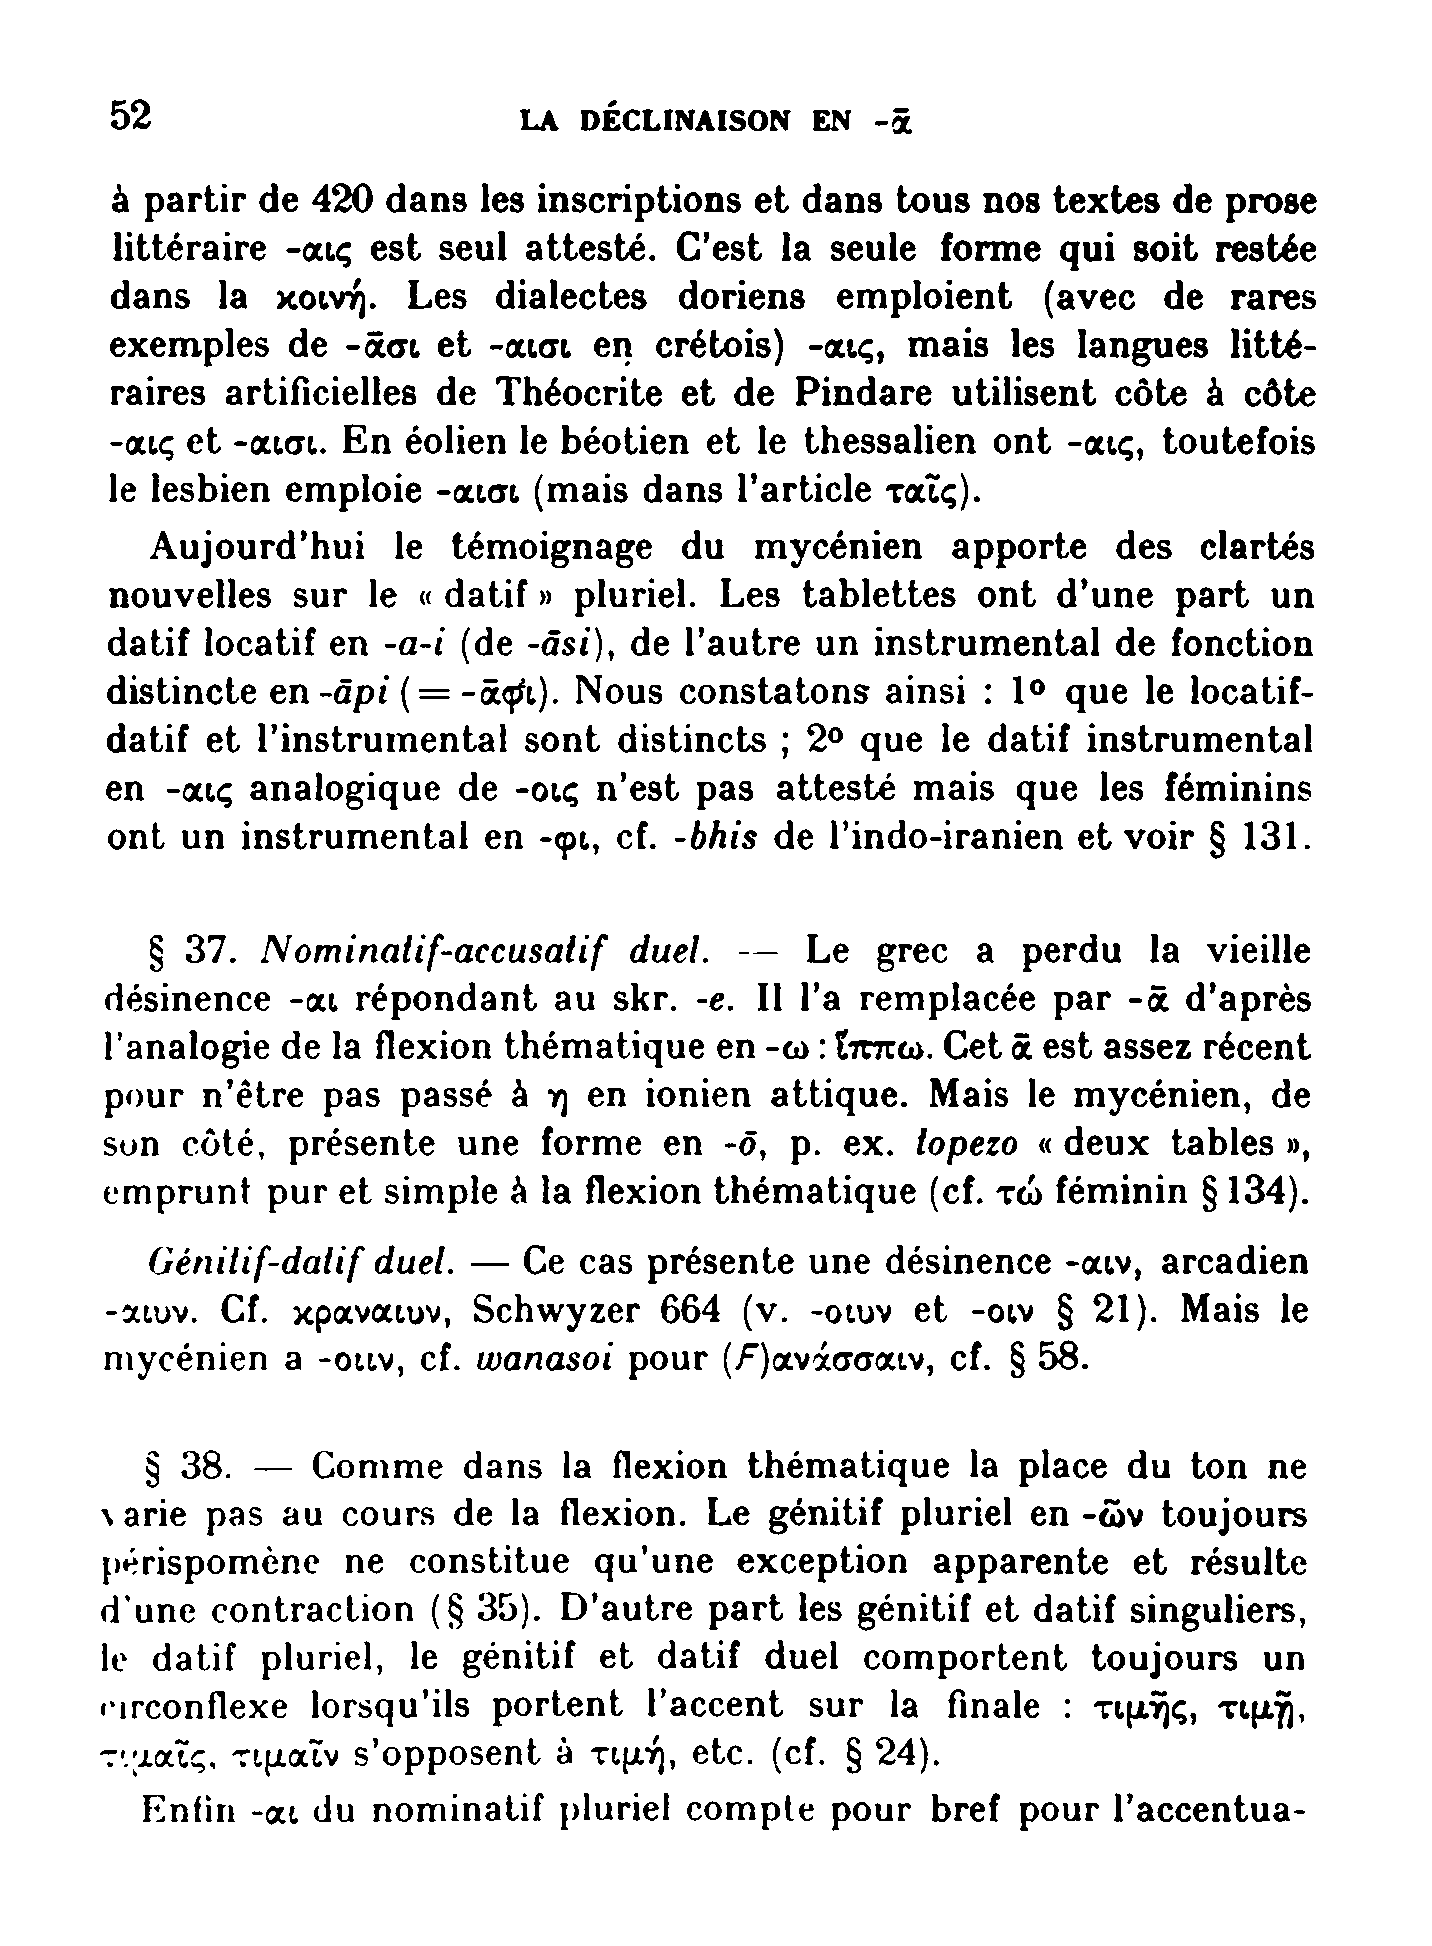 52 LA DÉCLINAISON EN -ᾱ
à partir de 420 dans les inscriptions et dans tous nos textes de prose
littéraire -αις est seul attesté. C'est la seule forme qui soit restée
dans la κοινή. Les dialectes doriens emploient (avec de rares
exemples de -ᾱσι et -αισι en crétois) -αις, mais les langues litté-
raires artificielles de Théocrite et de Pindare utilisent côte à côte
-αις et -αισι. En éolien le béotien et le thessalien ont -αις, toutefois
le lesbien emploie -αισι (mais dans l'article ταῖς).
Aujourd'hui le témoignage du mycénien apporte des clartés
nouvelles sur le « datif » pluriel. Les tablettes ont d'une part un
datif locatif en -a-i (de -āsi), de l'autre un instrumental de fonction
distincte en -āpi (= -ᾱφι). Nous constatons ainsi : 1º que le locatif-
datif et l'instrumental sont distincts ; 2º que le datif instrumental
en -αις analogique de -οις n'est pas attesté mais que les féminins
ont un instrumental en -φι, cf. -bhis de l'indo-iranien et voir § 131.
§ 37. Nominatif-accusatif duel. — Le grec a perdu la vieille
désinence -αι répondant au skr. -e. Il l'a remplacée par -ᾱ d'après
l'analogie de la flexion thématique en -ω : ἵππω. Cet ᾱ est assez récent
pour n'être pas passé à η en ionien attique. Mais le mycénien, de
son côté, présente une forme en -ō, p. ex. topezo « deux tables »,
emprunt pur et simple à la flexion thématique (cf. τώ féminin § 134).
Génitif-datif duel. — Ce cas présente une désinence -αιν, arcadien
-αιυν. Cf. κραναιυν, Schwyzer 664 (v. -οιυν et -οιν § 21). Mais le
mycénien a -οιιν, cf. wanasoi pour (F)ανάσσαιν, cf. § 58.
§ 38. — Comme dans la flexion thématique la place du ton ne
varie pas au cours de la flexion. Le génitif pluriel en -ῶν toujours
périspomène ne constitue qu'une exception apparente et résulte
d'une contraction (§ 35). D'autre part les génitif et datif singuliers,
le datif pluriel, le génitif et datif duel comportent toujours un
circonflexe lorsqu'ils portent l'accent sur la finale : τιμῆς, τιμῇ,
τιμαῖς, τιμαῖν s'opposent à τιμή, etc. (cf. § 24).
Enfin -αι du nominatif pluriel compte pour bref pour l'accentua-